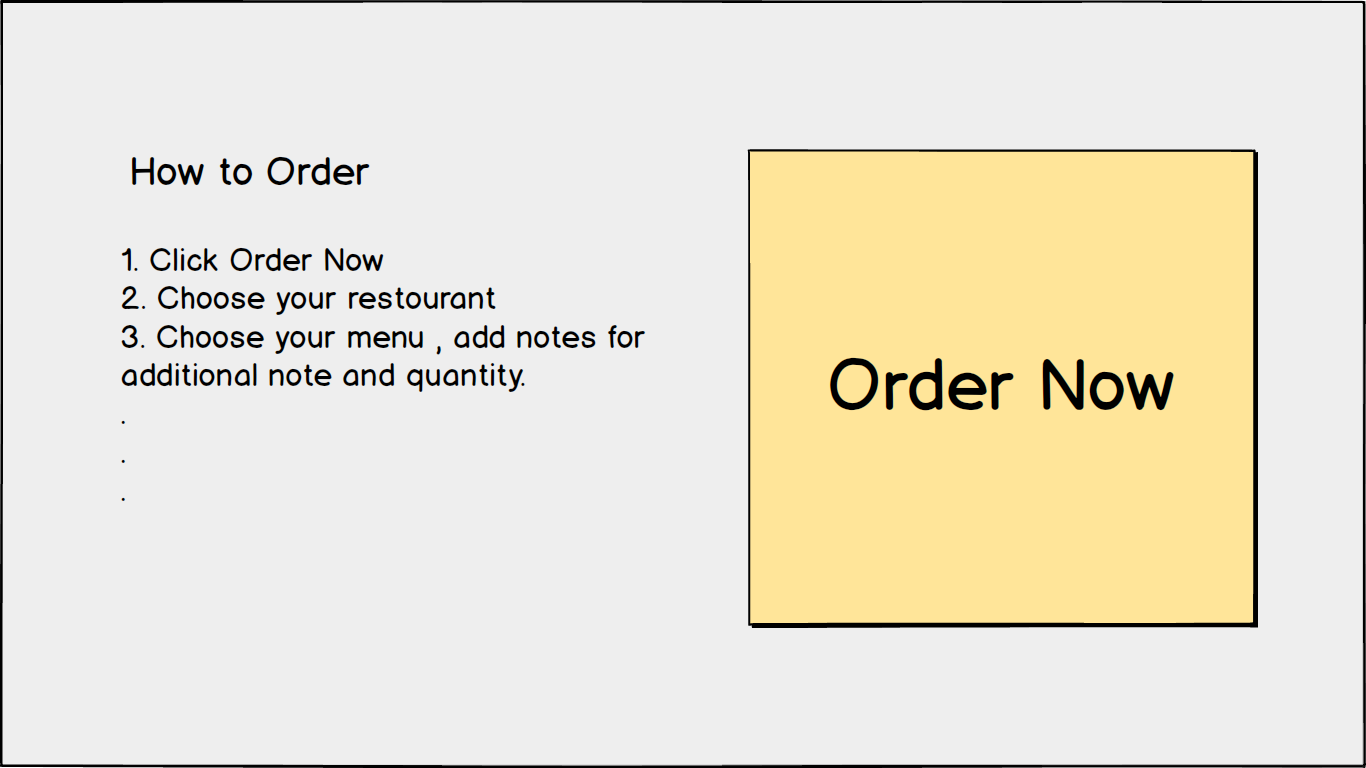 How to Order
1. Click Order Now
2. Choose your restourant
3. Choose your menu , add notes for
additional note and quantity.
.
.
.
Order Now